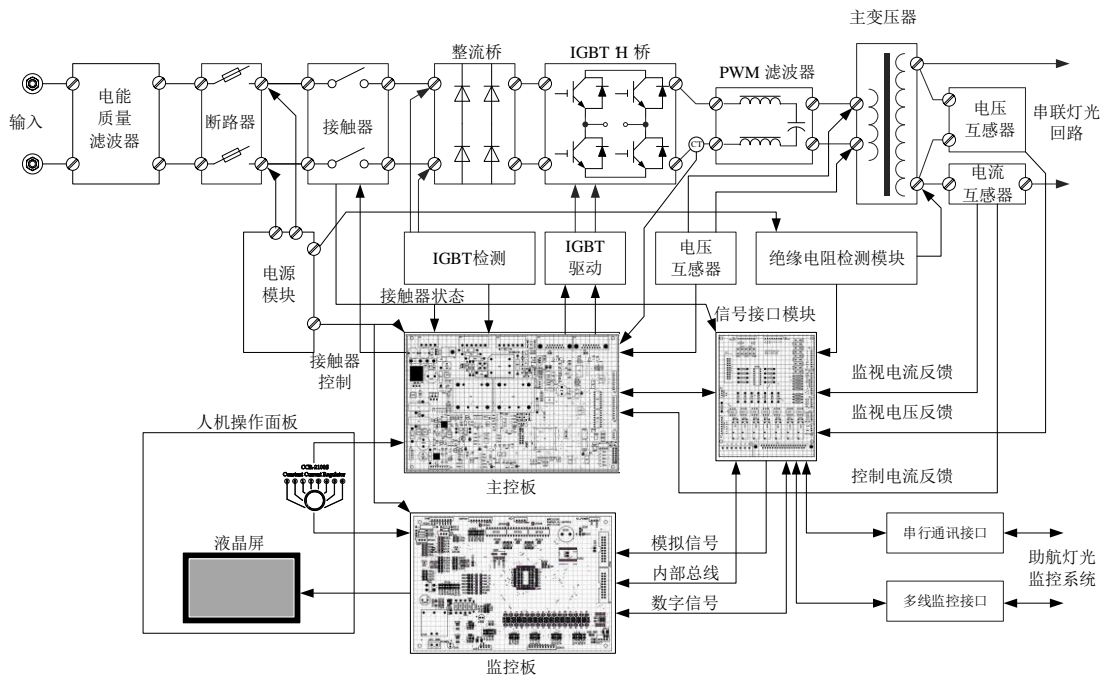 主变压器
整流桥
IGBT H 桥
PWM 滤波器
输入
电能
质量
滤波器
断路器
接触器
CT
电压
互感器
串联灯光
回路
电流
互感器
电源
模块
IGBT检测
IGBT
驱动
电压
互感器
绝缘电阻检测模块
接触器状态
信号接口模块
接触器
控制
监视电流反馈
监视电压反馈
人机操作面板
CCR-2100S
Constant Current Regulator
控制电流反馈
主控板
液晶屏
模拟信号
串行通讯接口
内部总线
助航灯光
监控系统
数字信号
多线监控接口
监控板